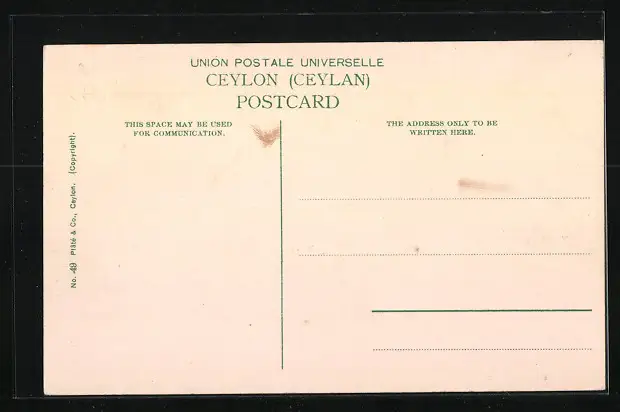 UNION POSTALE UNIVERSELLE
CEYLON (CEYLAN)
POSTCARD
THIS SPACE MAY BE USED
FOR COMMUNICATION.
THE ADDRESS ONLY TO BE
WRITTEN HERE.
No. 49 Plâté & Co., Ceylon. (Copyright).